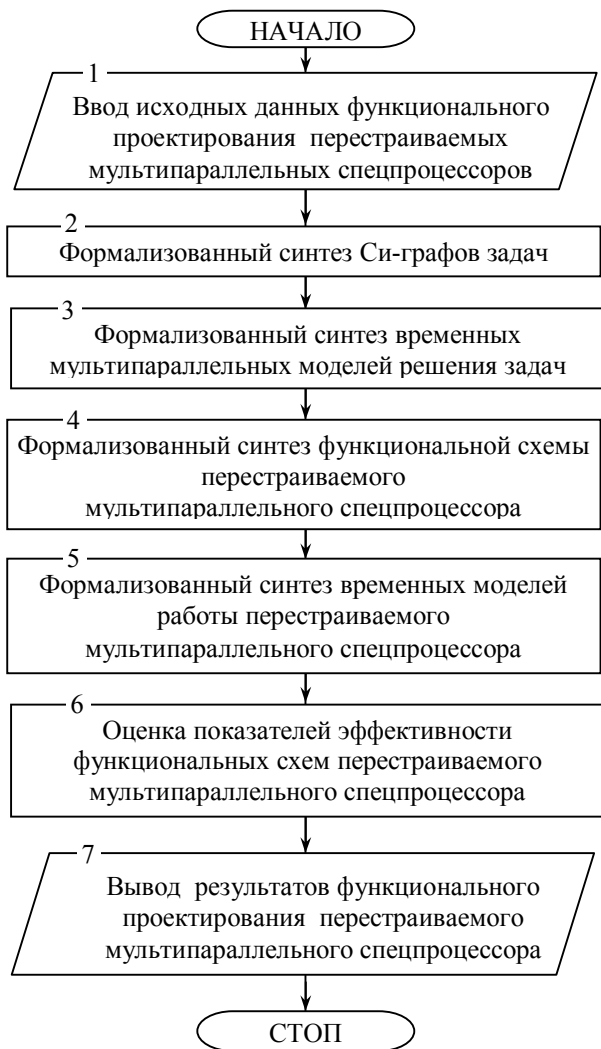 НАЧАЛО
1
Ввод исходных данных функционального
проектирования перестраиваемых
мультипараллельных спецпроцессоров
2
Формализованный синтез Си-графов задач
3
Формализованный синтез временных
мультипараллельных моделей решения задач
4
Формализованный синтез функциональной схемы
перестраиваемого
мультипараллельного спецпроцессора
5
Формализованный синтез временных моделей
работы перестраиваемого
мультипараллельного спецпроцессора
6
Оценка показателей эффективности
функциональных схем перестраиваемого
мультипараллельного спецпроцессора
7
Вывод результатов функционального
проектирования перестраиваемого
мультипараллельного спецпроцессора
СТОП